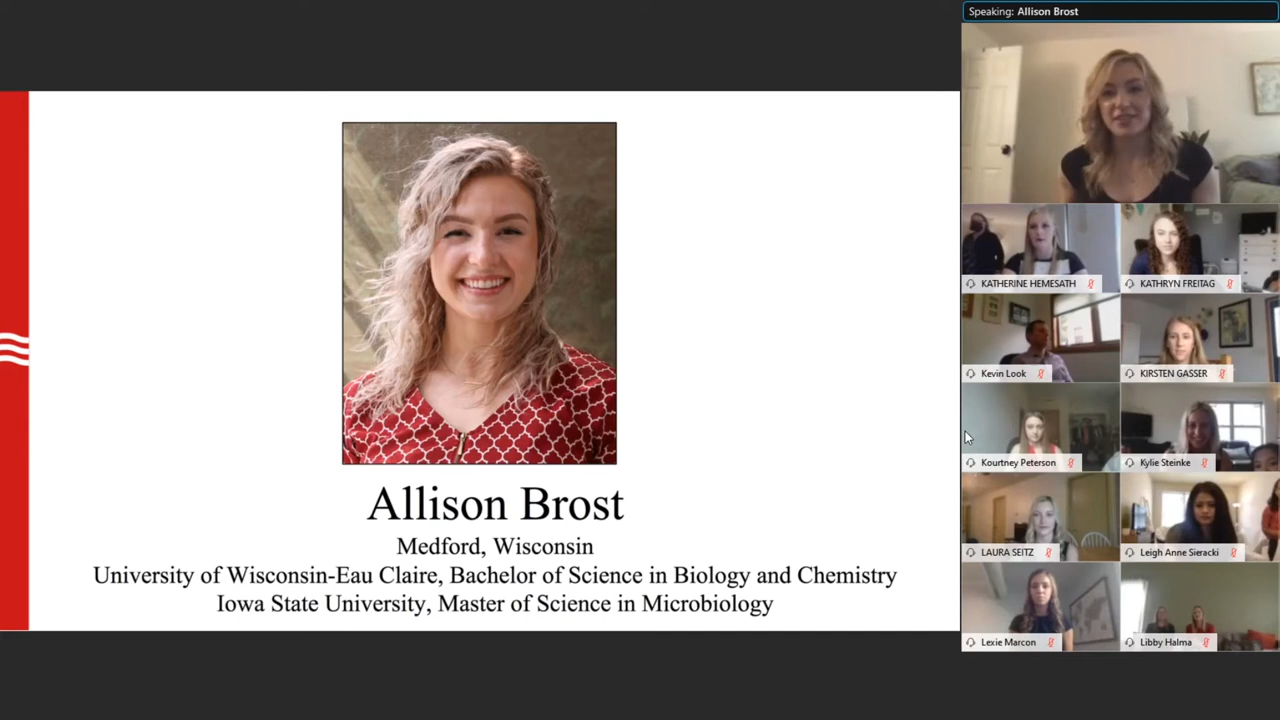 Speaking: Allison Brost
KATHERINE HEMESATH
KATHRYN FREITAG
Kevin Look
KIRSTEN GASSER
Kourtney Peterson
Kylie Steinke
LAURA SEITZ
Leigh Anne Sieracki
Lexie Marcon
Libby Halma
Allison Brost
Medford, Wisconsin
University of Wisconsin-Eau Claire, Bachelor of Science in Biology and Chemistry
Iowa State University, Master of Science in Microbiology